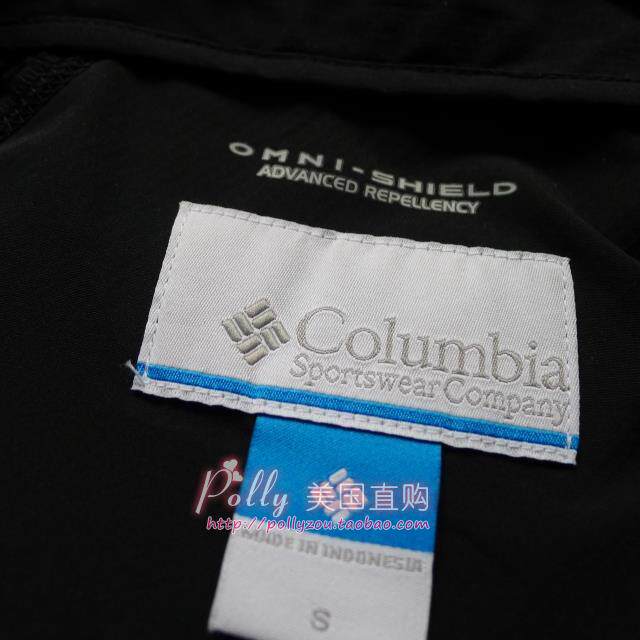 OMNI-SHIELD
ADVANCED REPELLENCY
Columbia
Sportswear Company
Polly 美国直购
http://pollyzou.taobao.com
MADE IN INDONESIA
S